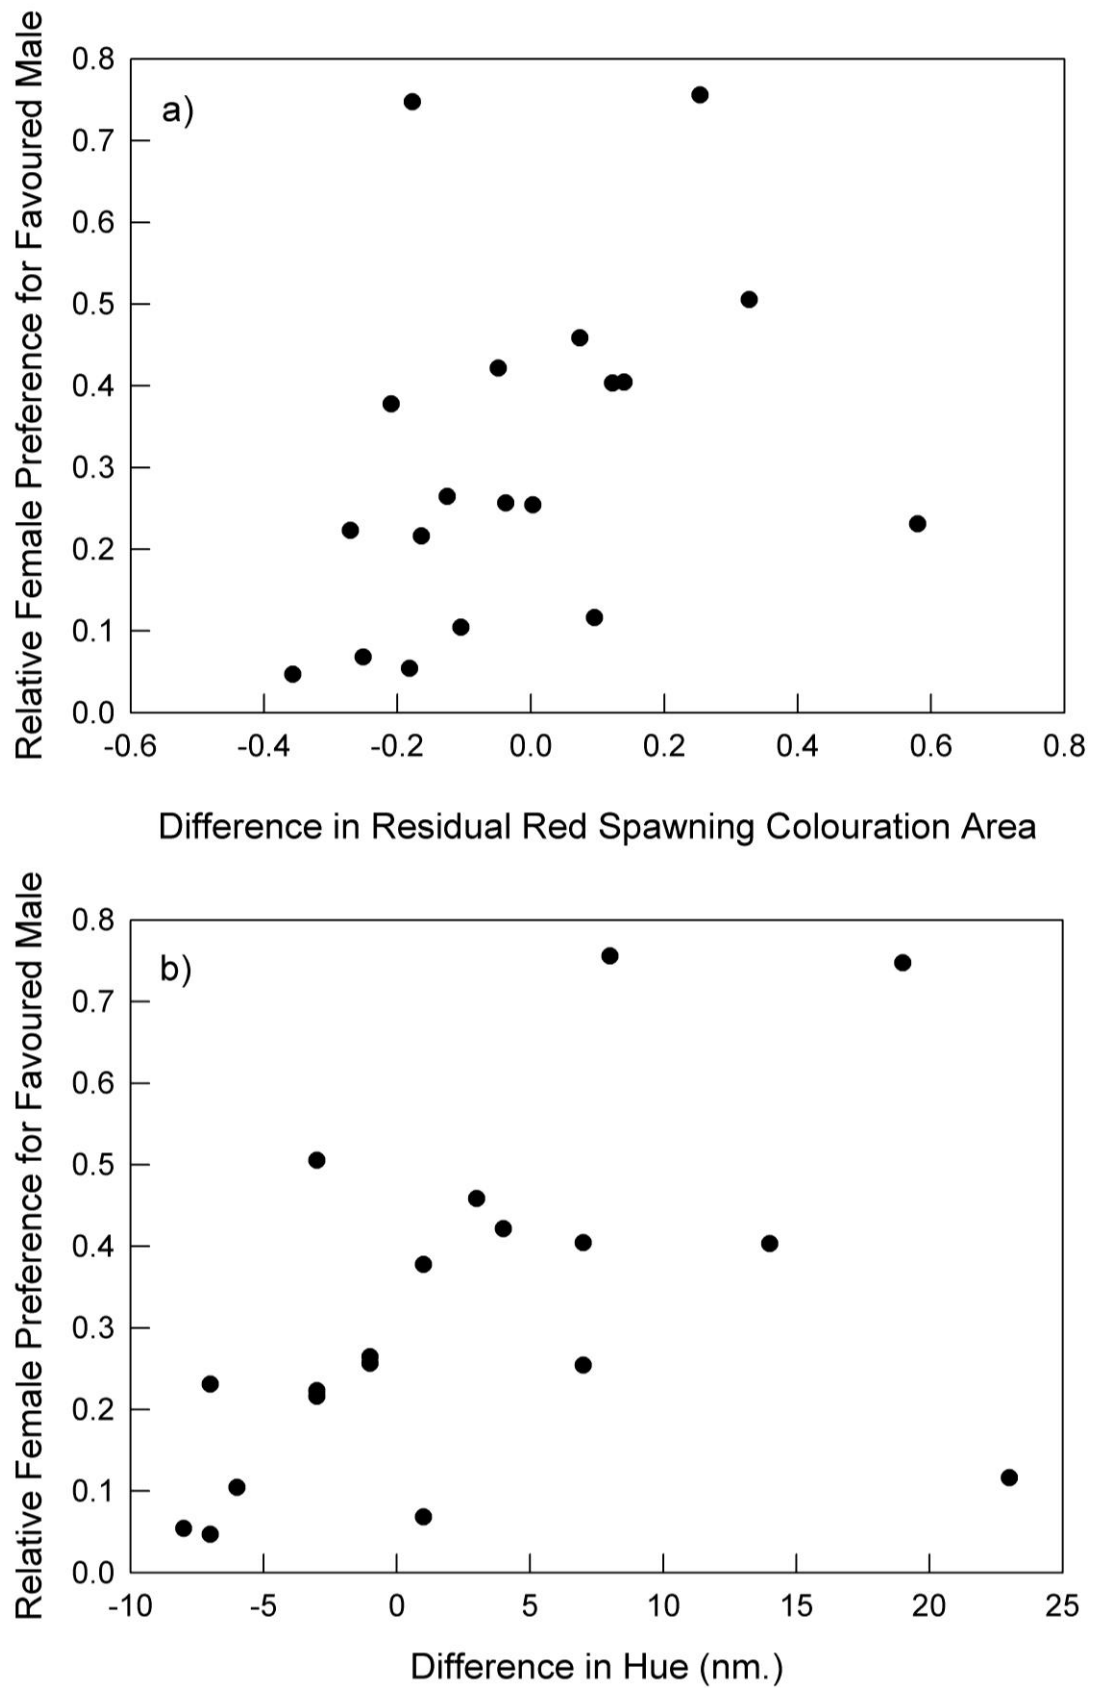 Relative Female Preference for Favoured Male
a)
0.8
0.7
0.6
0.5
0.4
0.3
0.2
0.1
0.0
-0.6 -0.4 -0.2 0.0 0.2 0.4 0.6 0.8
Difference in Residual Red Spawning Colouration Area
Relative Female Preference for Favoured Male
b)
0.8
0.7
0.6
0.5
0.4
0.3
0.2
0.1
0.0
-10 -5 0 5 10 15 20 25
Difference in Hue (nm.)